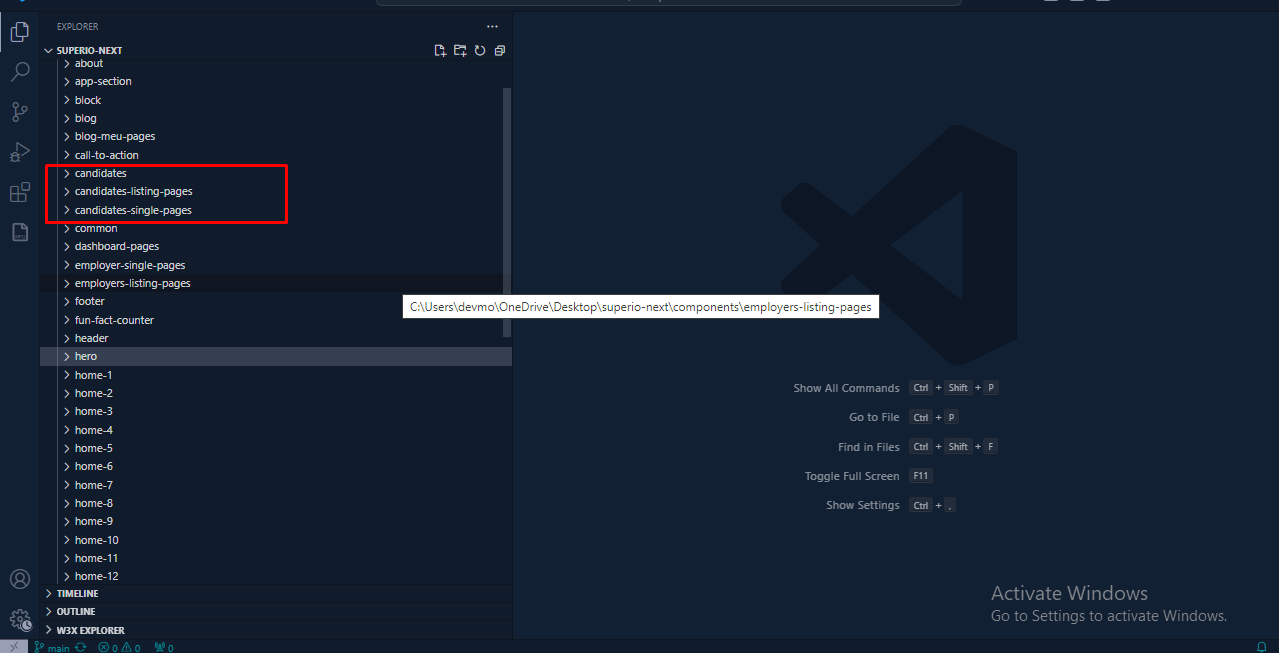 EXPLORER
SUPERIO-NEXT
about
app-section
block
blog
blog-meu-pages
call-to-action
candidates
candidates-listing-pages
candidates-single-pages
common
dashboard-pages
employer-single-pages
employers-listing-pages
C:\Users\devmo\OneDrive\Desktop\superio-next\components\employers-listing-pages
footer
fun-fact-counter
header
hero
home-1
home-2
home-3
home-4
home-5
home-6
home-7
home-8
home-9
home-10
home-11
home-12
TIMELINE
OUTLINE
W3X EXPLORER
Show All Commands Ctrl + Shift + P
Go to File Ctrl + P
Find in Files Ctrl + Shift + F
Toggle Full Screen F11
Show Settings Ctrl + ,
Activate Windows
Go to Settings to activate Windows.
main 0 0 0